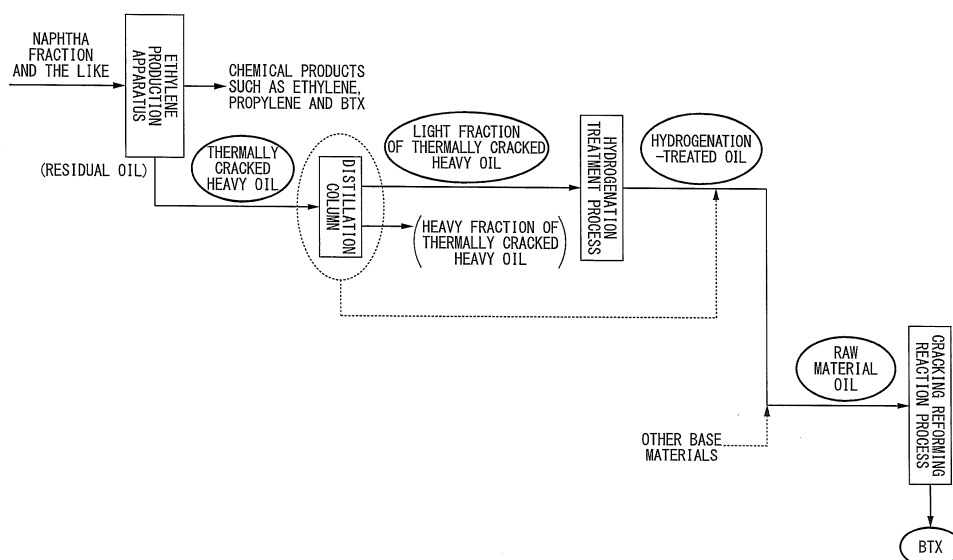 NAPHTHA
FRACTION
AND THE LIKE
ETHYLENE
PRODUCTION
APPARATUS
CHEMICAL PRODUCTS
SUCH AS ETHYLENE,
PROPYLENE AND BTX
(RESIDUAL OIL)
THERMALLY
CRACKED
HEAVY OIL
DISTILLATION
COLUMN
LIGHT FRACTION
OF THERMALLY CRACKED
HEAVY OIL
(HEAVY FRACTION OF
THERMALLY CRACKED
HEAVY OIL)
HYDROGENATION
TREATMENT PROCESS
HYDROGENATION
-TREATED OIL
RAW
MATERIAL
OIL
OTHER BASE
MATERIALS
CRACKING REFORMING
REACTION PROCESS
BTX